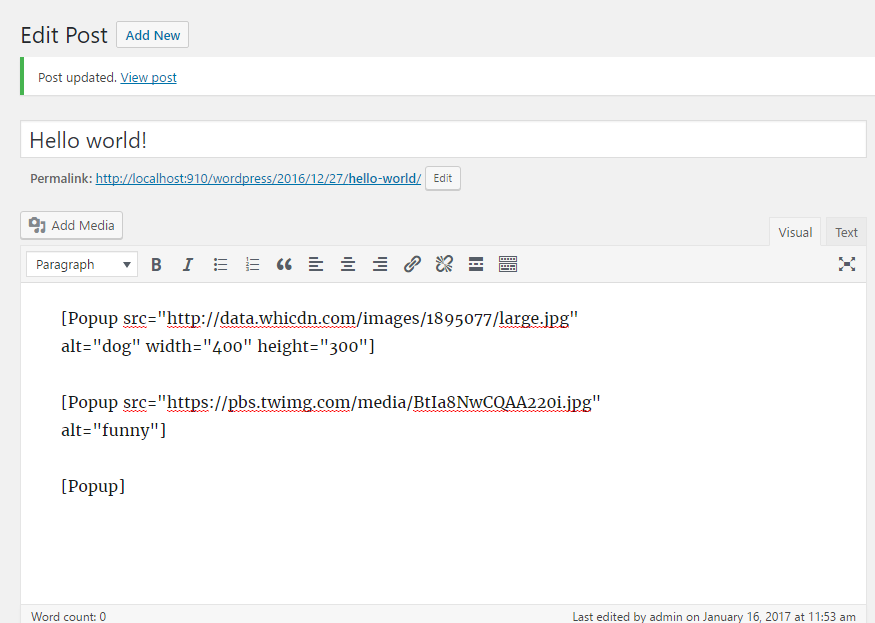 Edit Post Add New
Post updated. View post
Hello world!
Permalink: http://localhost:910/wordpress/2016/12/27/hello-world/ Edit
Add Media
Visual Text
Paragraph B I
[Popup src="http://data.whicdn.com/images/1895077/large.jpg"
alt="dog" width="400" height="300"]
[Popup src="https://pbs.twimg.com/media/BtIa8NwCQAA220i.jpg"
alt="funny"]
[Popup]
Word count: 0 Last edited by admin on January 16, 2017 at 11:53 am